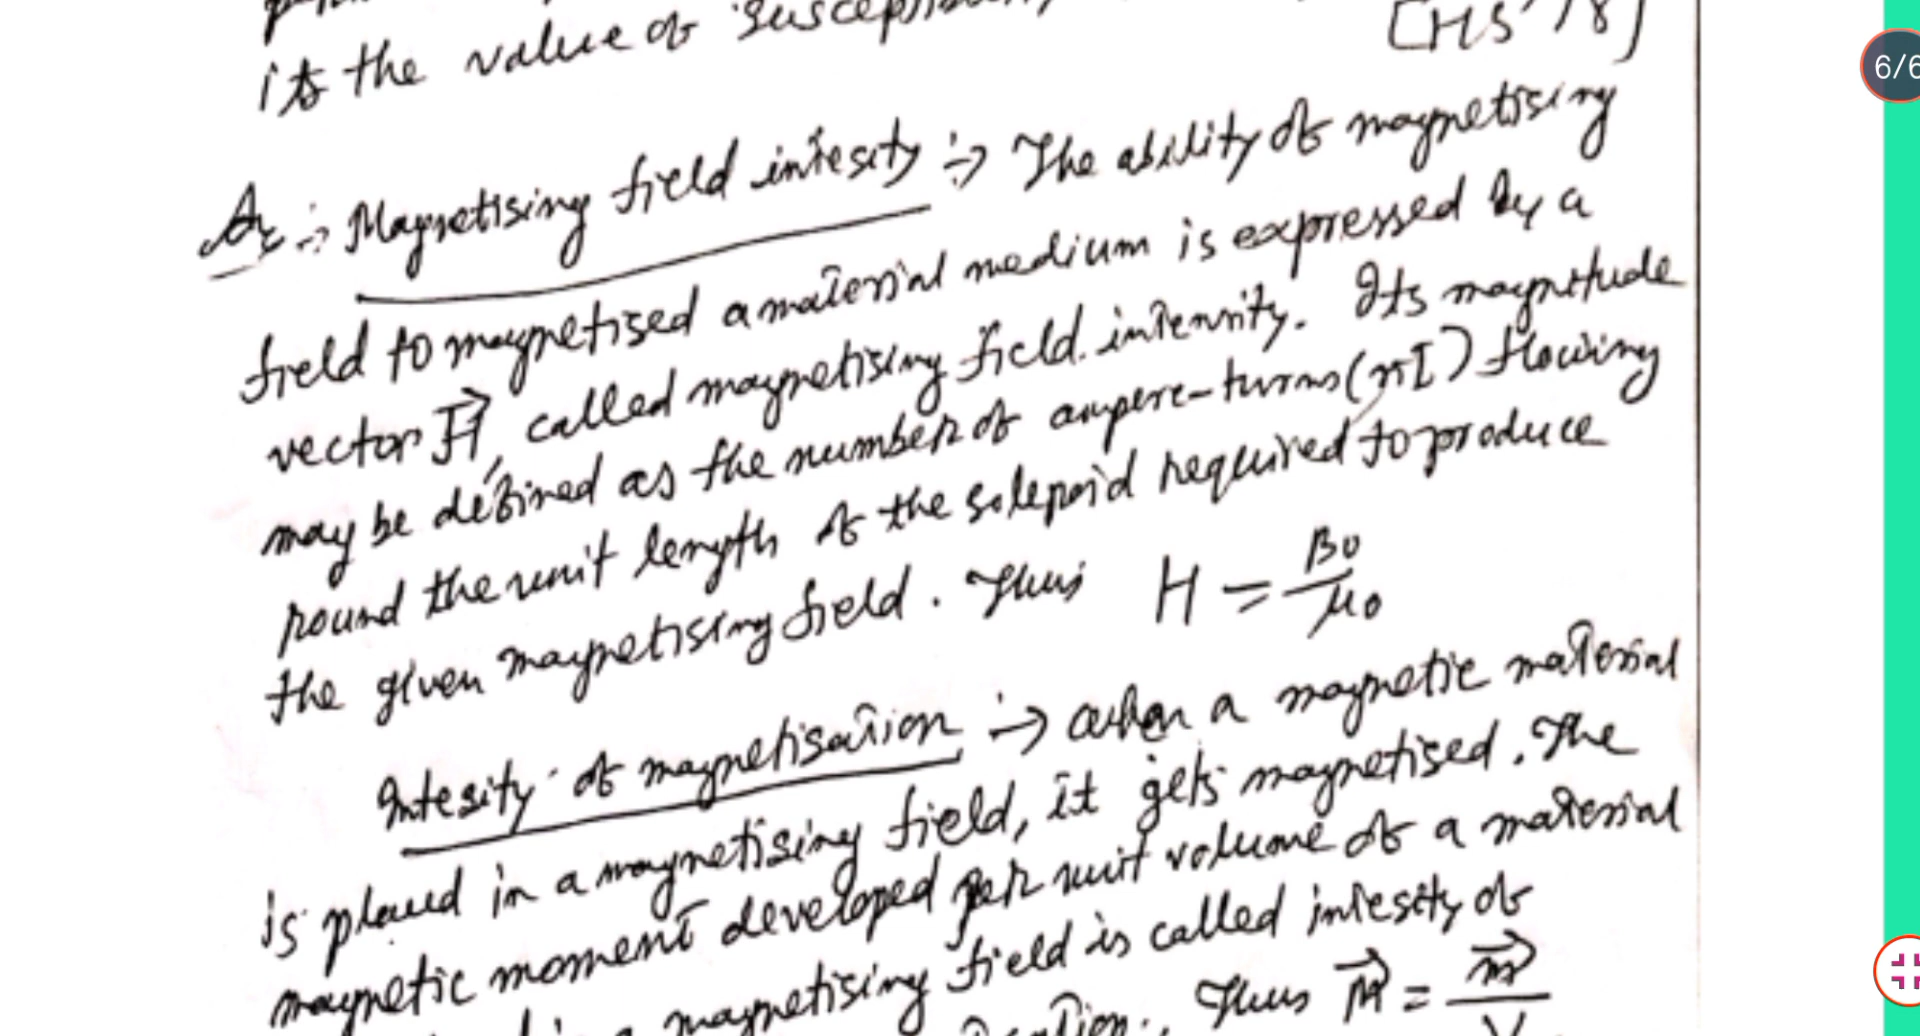 its the value of susceptibility
[HS '18]
6/6
As :- Magnetising field intesity :→ The ability of magnetising
field to magnetised a material medium is expressed by a
vector H⃗, called magnetising field intensity. Its magnitude
may be defined as the number of ampere-turns (nI) flowing
round the unit length of the solenoid required to produce
the given magnetising field. Thus H = B₀/μ₀
Intesity of magnetisation :→ when a magnetic material
is placed in a magnetising field, it gets magnetised. The
magnetic moment developed per unit volume of a material
magnetising field is called intesity of
Thus M⃗ = m⃗/V